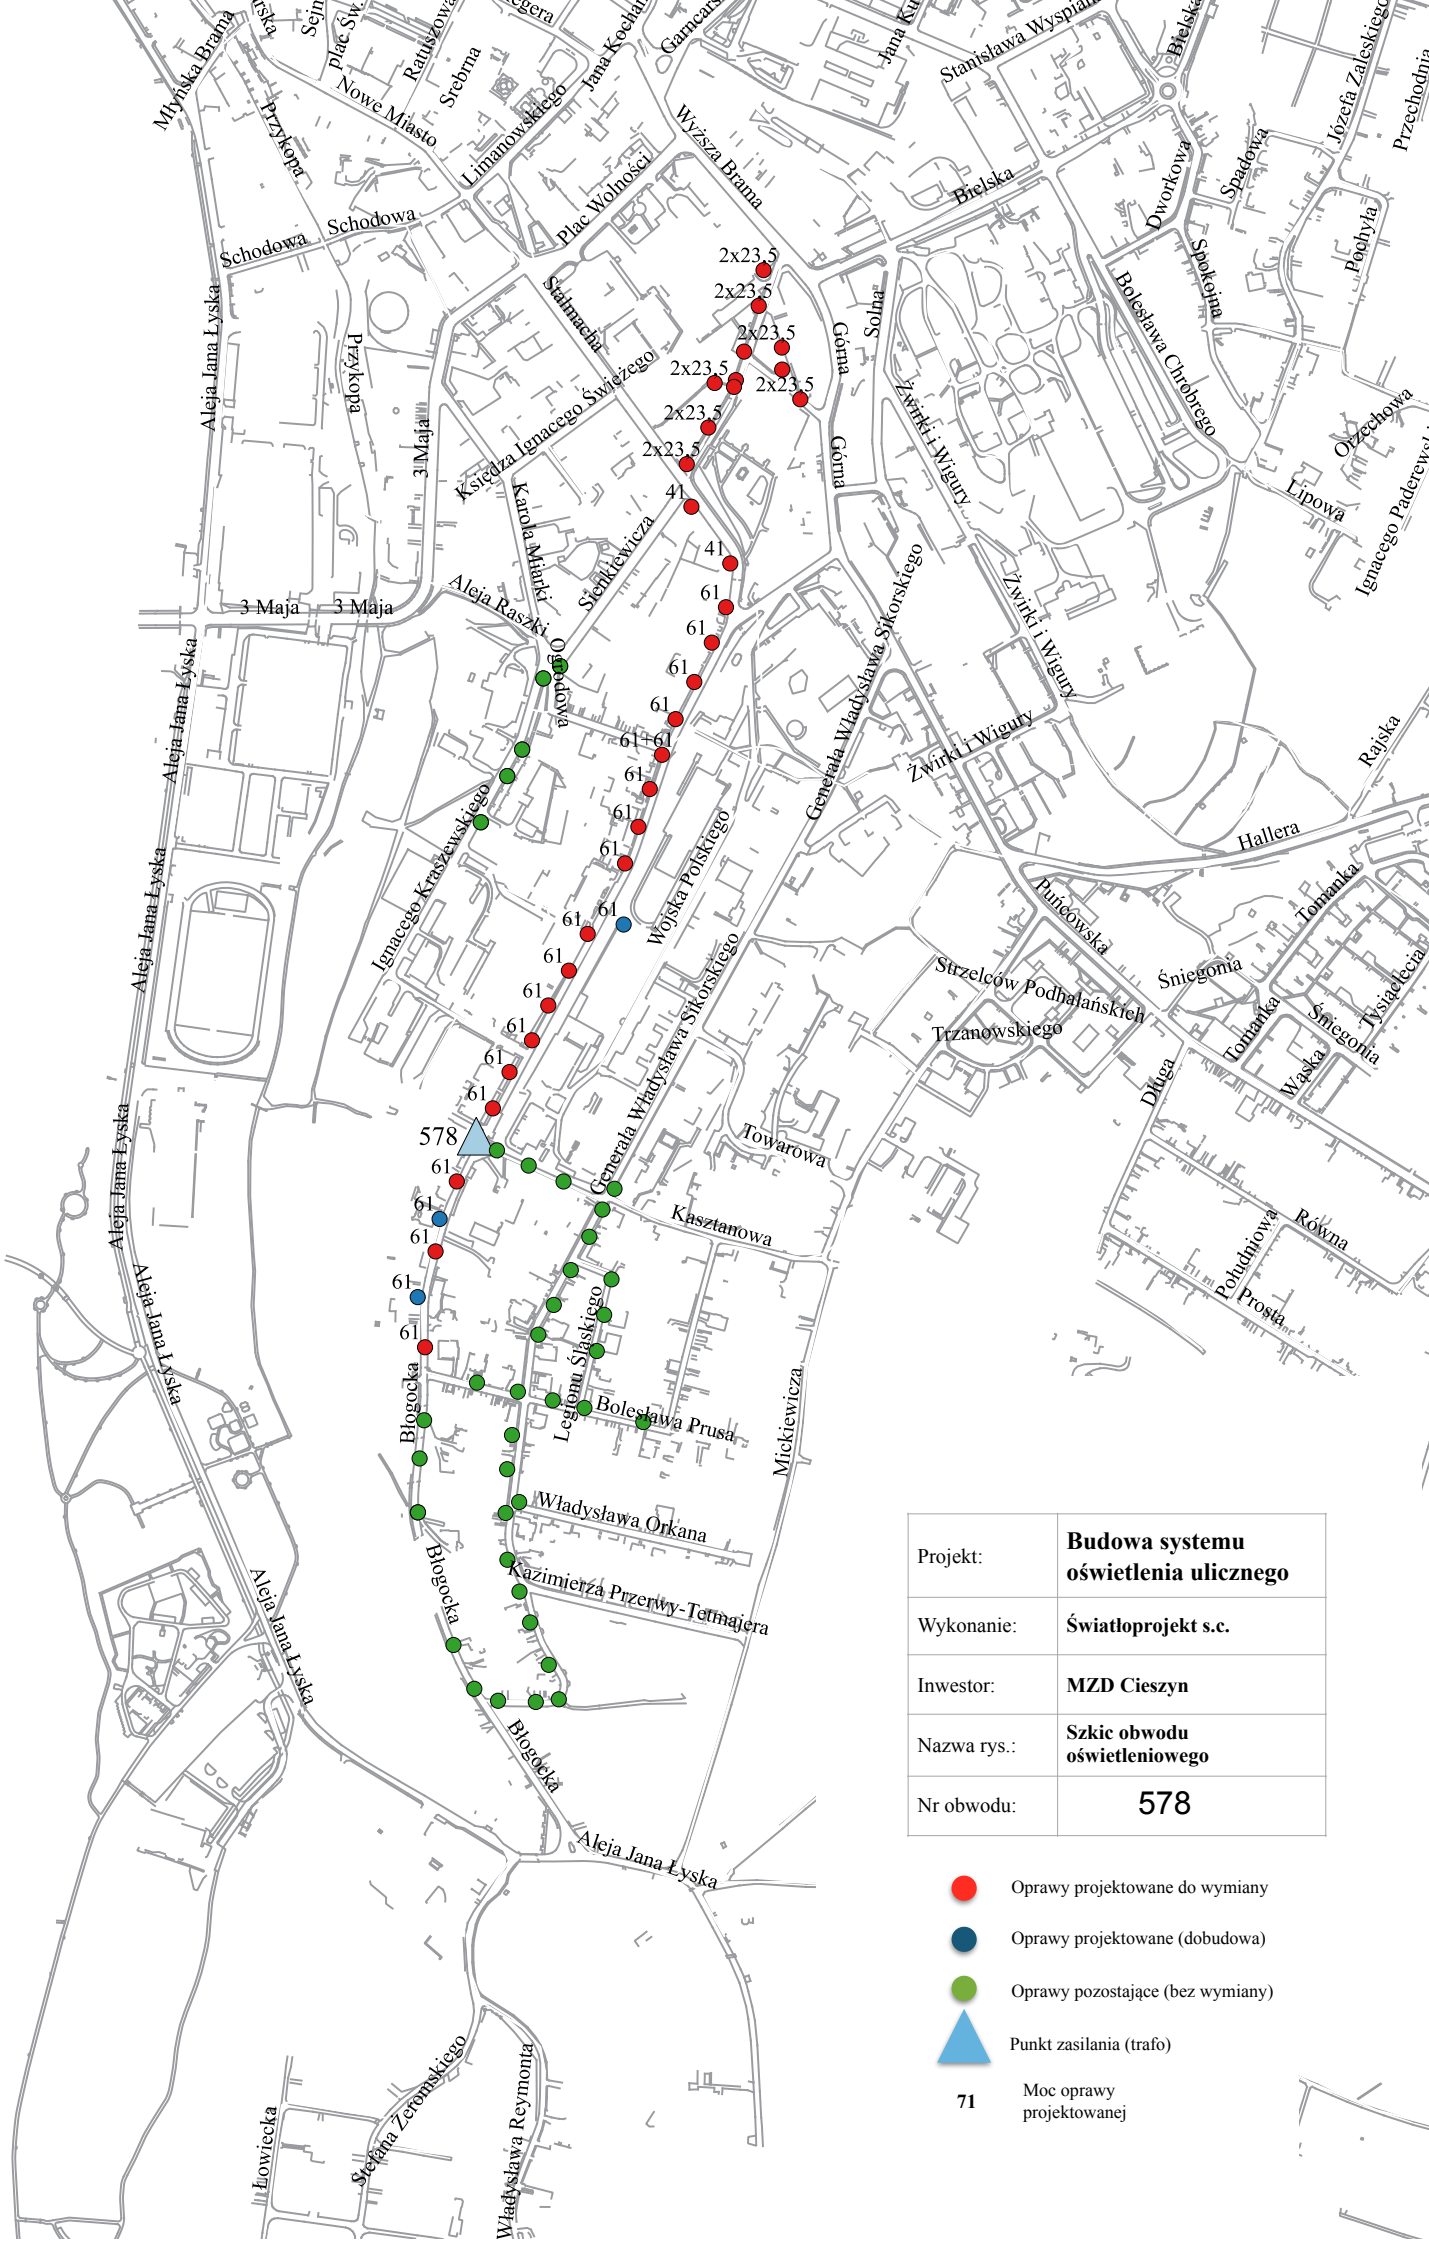 Młyńska Brama
plac Św.
Ratuszowa
Srebrna
Przykopa
Nowe Miasto
Limanowskiego
Garncarska
Wyższa Brama
Plac Wolności
Stanisława Wyspiań
Bielska
Józefa Zaleskiego
Przechodnia
Spadowa
Dworkowa
Bielska
Schodowa
Schodowa
Pochyła
Spokojna
Bolesława Chrobrego
Solna
Górna
Stalmacha
Aleja Jana Łyska
Przykopa
2x23,5
2x23,5
2x23,5
2x23,5
2x23,5
2x23,5
2x23,5
Księdza Ignacego Świeżego
3 Maja
Żwirki i Wigury
Górna
Orzechowa
Lipowa
Ignacego Paderewsk
Karola Miarki
Sienkiewicza
41
41
Aleja Raszki
3 Maja
3 Maja
Ogrodowa
Generała Władysława Sikorskiego
Żwirki i Wigury
Żwirki i Wigury
Rajska
Aleja Jana Łyska
61
61
61
61
61+61
61
61
61
61
61
61
61
61
61
61
Hallera
Tomanka
Puńcowska
Wojska Polskiego
Ignacego Kraszewskiego
Aleja Jana Łyska
Generała Władysława Sikorskiego
Strzelców Podhalańskich
Trzanowskiego
Śniegonia
Śniegonia
Tysiąclecia
Tomanka
Wąska
Długa
Aleja Jana Łyska
578
61
61
61
61
61
Towarowa
Kasztanowa
Równa
Południowa
Prosta
Aleja Jana Łyska
Legionu Śląskiego
Błogocka
Bolesława Prusa
Mickiewicza
Władysława Orkana
Kazimierza Przerwy-Tetmajera
Błogocka
Aleja Jana Łyska
Błogocka
Aleja Jana Łyska
Stefana Żeromskiego
Władysława Reymonta
Łowiecka
Projekt:
Budowa systemu
oświetlenia ulicznego
Wykonanie:
Światłoprojekt s.c.
Inwestor:
MZD Cieszyn
Nazwa rys.:
Szkic obwodu
oświetleniowego
Nr obwodu:
578
Oprawy projektowane do wymiany
Oprawy projektowane (dobudowa)
Oprawy pozostające (bez wymiany)
Punkt zasilania (trafo)
71
Moc oprawy
projektowanej